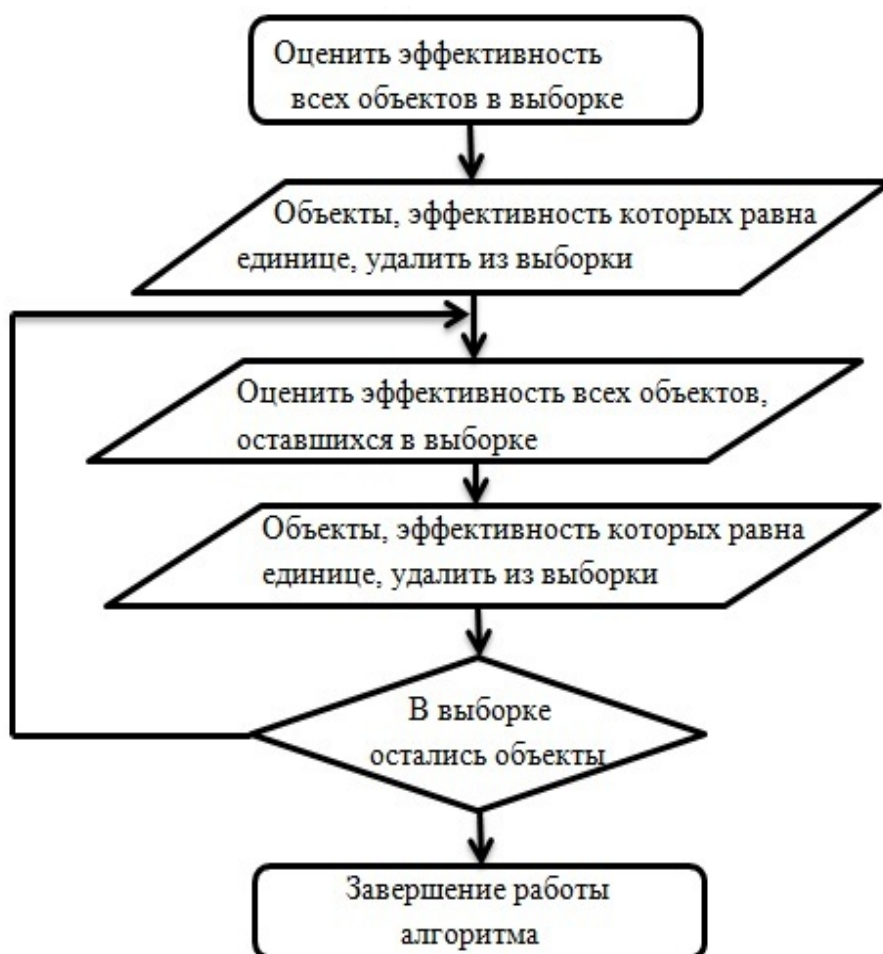 Оценить эффективность
всех объектов в выборке
Объекты, эффективность которых равна
единице, удалить из выборки
Оценить эффективность всех объектов,
оставшихся в выборке
Объекты, эффективность которых равна
единице, удалить из выборки
В выборке
остались объекты
Завершение работы
алгоритма